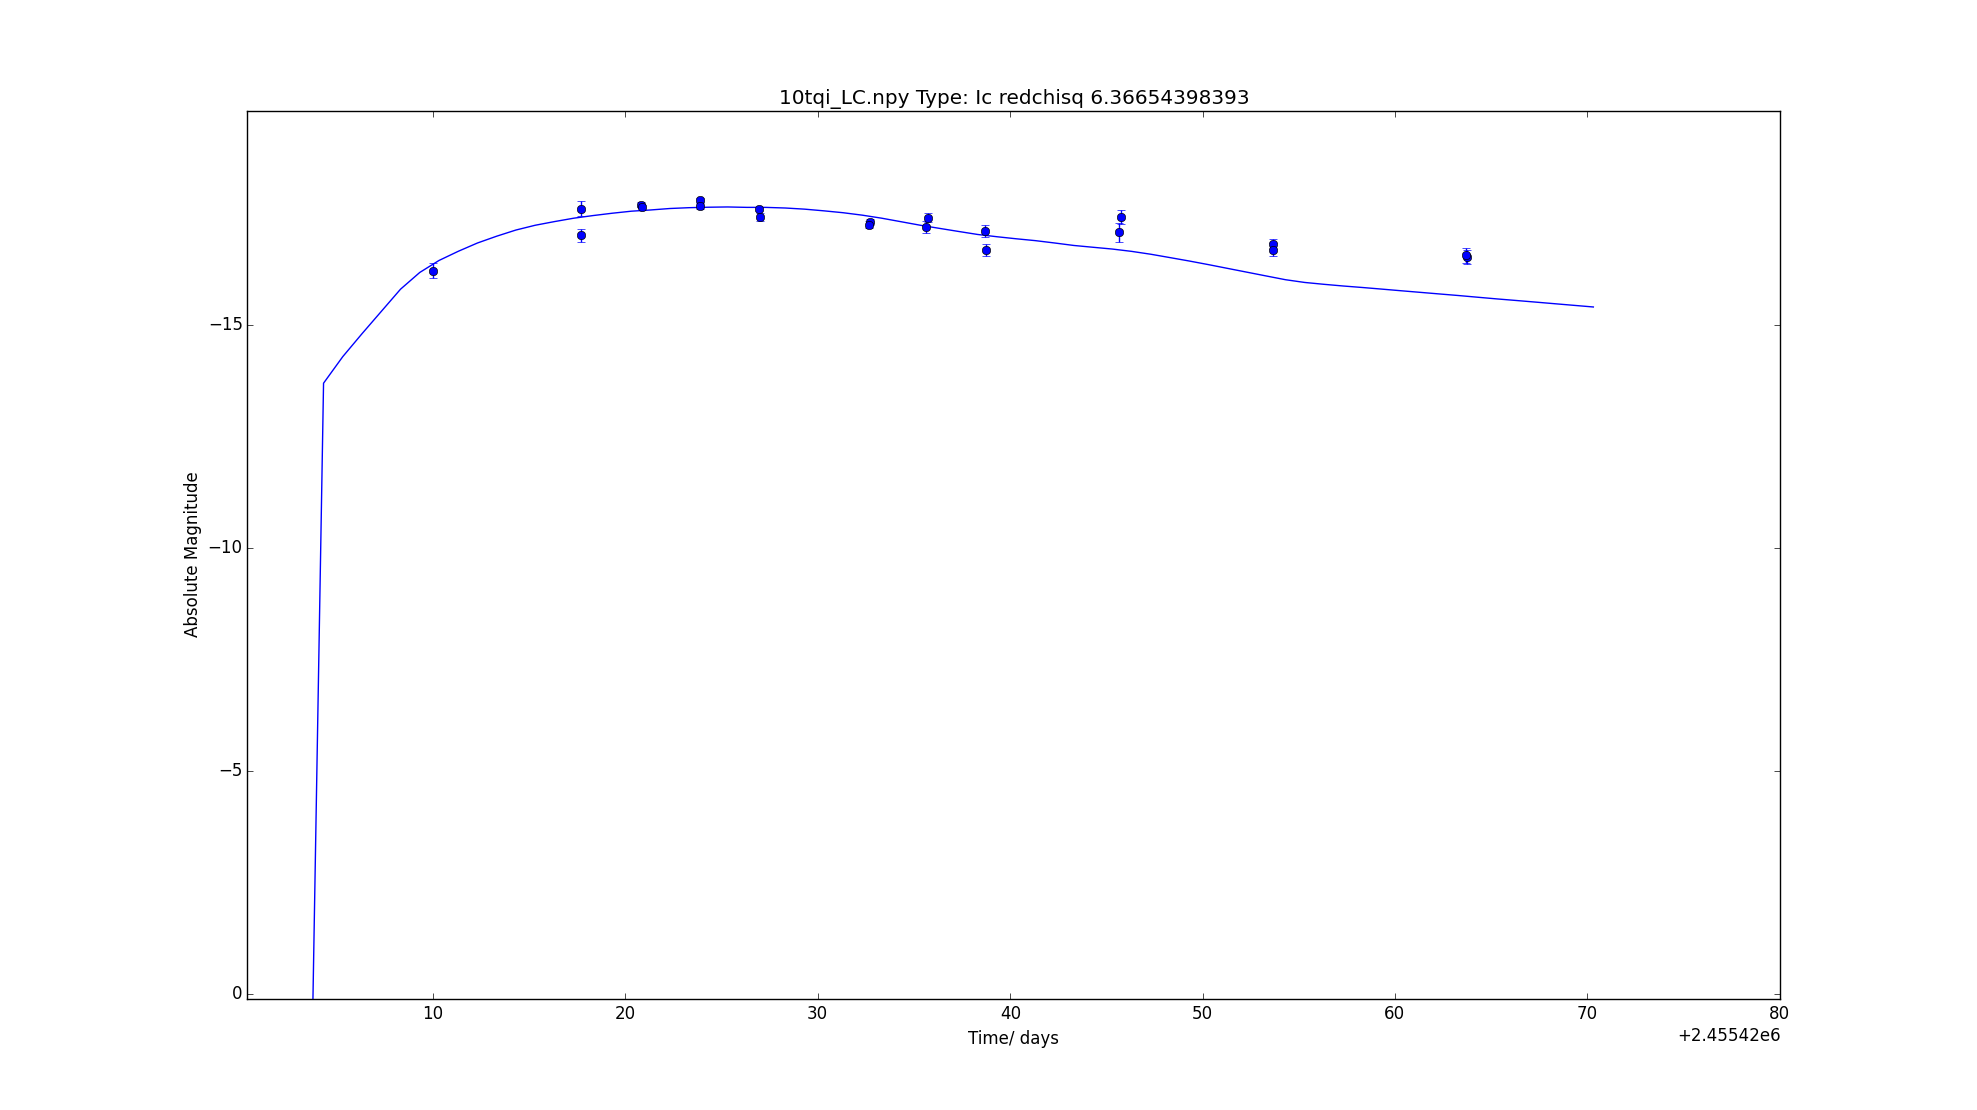 10tqi_LC.npy Type: Ic redchisq 6.36654398393
Absolute Magnitude
−15
−10
−5
0
10 20 30 40 50 60 70 80
Time/ days
+2.45542e6